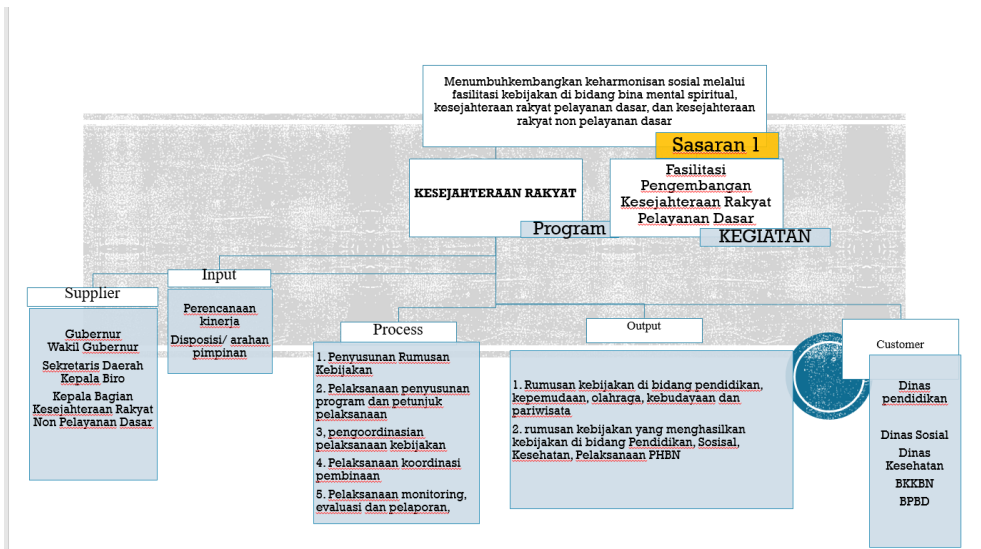 Menumbuhkembangkan keharmonisan sosial melalui
fasilitasi kebijakan di bidang bina mental spiritual,
kesejahteraan rakyat pelayanan dasar, dan kesejahteraan
rakyat non pelayanan dasar
Sasaran 1
KESEJAHTERAAN RAKYAT
Program
Fasilitasi
Pengembangan
Kesejahteraan Rakyat
Pelayanan Dasar
KEGIATAN
Supplier
Gubernur
Wakil Gubernur
Sekretaris Daerah
Kepala Biro
Kepala Bagian
Kesejahteraan Rakyat
Non Pelayanan Dasar
Input
Perencanaan
kinerja
Disposisi/ arahan
pimpinan
Process
1. Penyusunan Rumusan
Kebijakan
2. Pelaksanaan penyusunan
program dan petunjuk
pelaksanaan
3, pengoordinasian
pelaksanaan kebijakan
4. Pelaksanaan koordinasi
pembinaan
5. Pelaksanaan monitoring,
evaluasi dan pelaporan,
Output
1. Rumusan kebijakan di bidang pendidikan,
kepemudaan, olahraga, kebudayaan dan
pariwisata
2. rumusan kebijakan yang menghasilkan
kebijakan di bidang Pendidikan, Sosisal,
Kesehatan, Pelaksanaan PHBN
Customer
Dinas
pendidikan
Dinas Sosial
Dinas
Kesehatan
BKKBN
BPBD